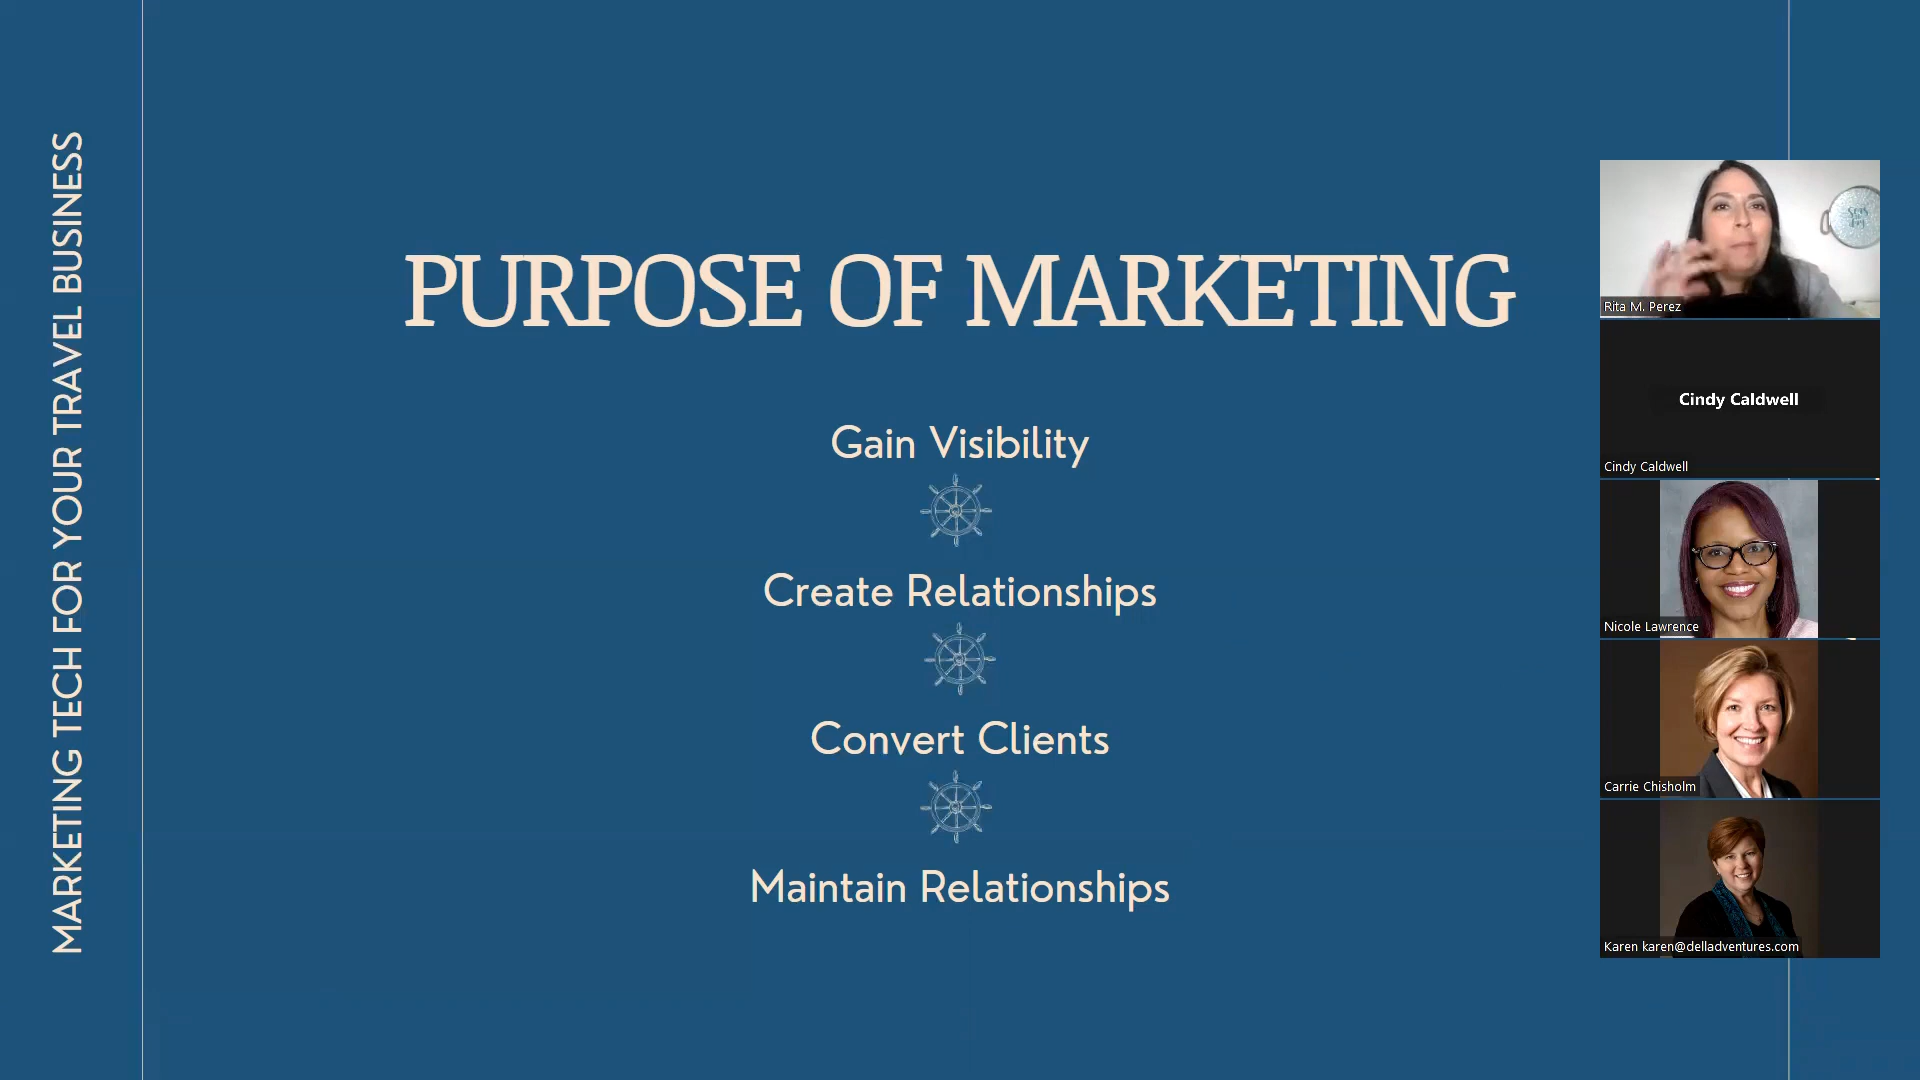 MARKETING TECH FOR YOUR TRAVEL BUSINESS
PURPOSE OF MARKETING
Gain Visibility
Create Relationships
Convert Clients
Maintain Relationships
Rita M. Perez
Cindy Caldwell
Cindy Caldwell
Nicole Lawrence
Carrie Chisholm
Karen karen@delladventures.com